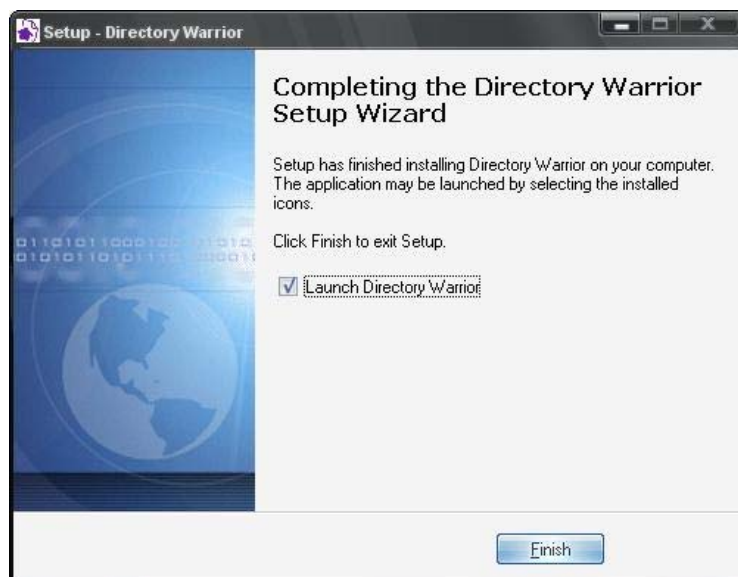 Setup - Directory Warrior
Completing the Directory Warrior
Setup Wizard
Setup has finished installing Directory Warrior on your computer.
The application may be launched by selecting the installed
icons.
Click Finish to exit Setup.
Launch Directory Warrior
Finish